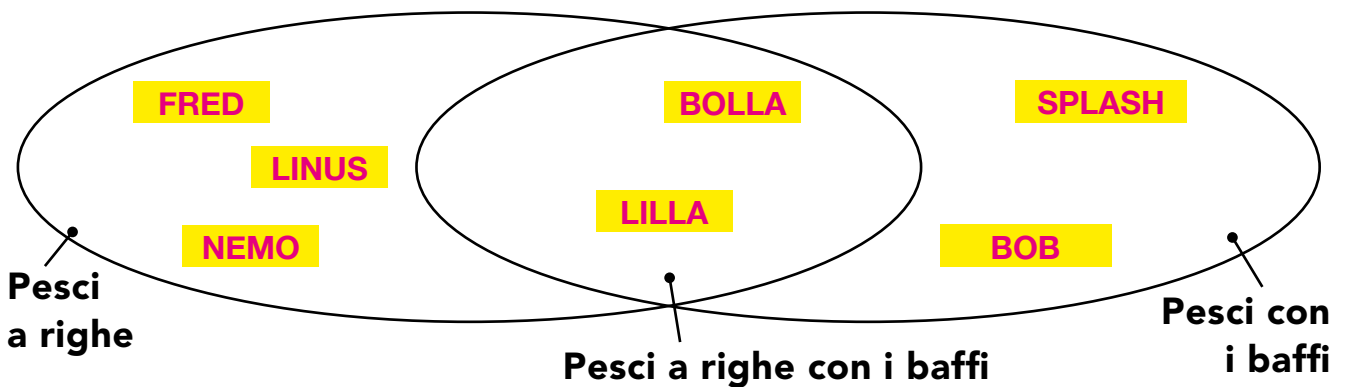 FRED
BOLLA
SPLASH
LINUS
LILLA
NEMO
BOB
Pesci
a righe
Pesci a righe con i baffi
Pesci con
i baffi